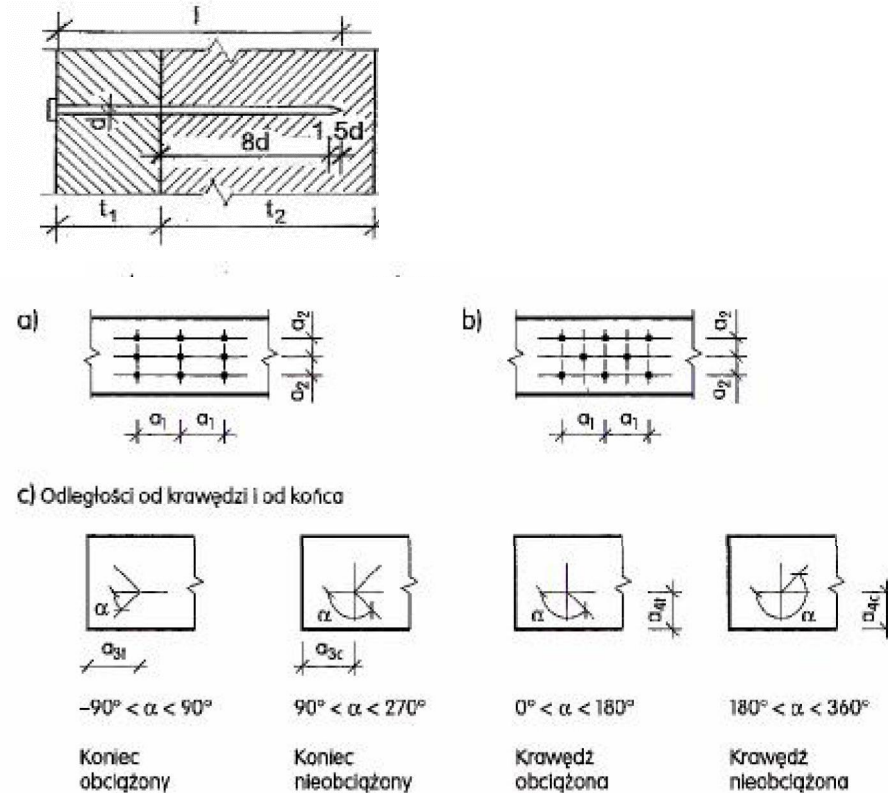 l
d
8d
1,5d
t₁
t₂
a)
a₂
a₂
a₁
a₁
b)
a₂
a₂
a₁
a₁
c) Odległości od krawędzi i od końca
α
α
α
α
a₃t
a₃c
a₄t
a₄c
–90° < α < 90°
90° < α < 270°
0° < α < 180°
180° < α < 360°
Koniec
obciążony
Koniec
nieobciążony
Krawędź
obciążona
Krawędź
nieobciążona